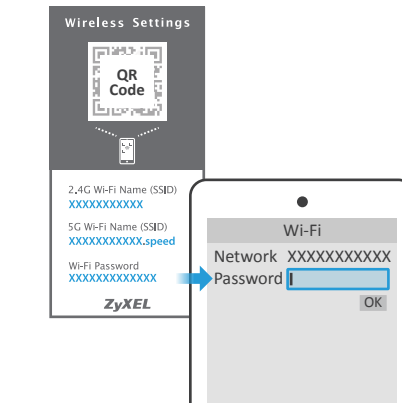 Wireless Settings
QR
Code
2.4G Wi-Fi Name (SSID)
XXXXXXXXXXX
5G Wi-Fi Name (SSID)
XXXXXXXXXXX.speed
Wi-Fi Password
XXXXXXXXXXXXX
ZyXEL
Wi-Fi
Network XXXXXXXXXXX
Password
OK